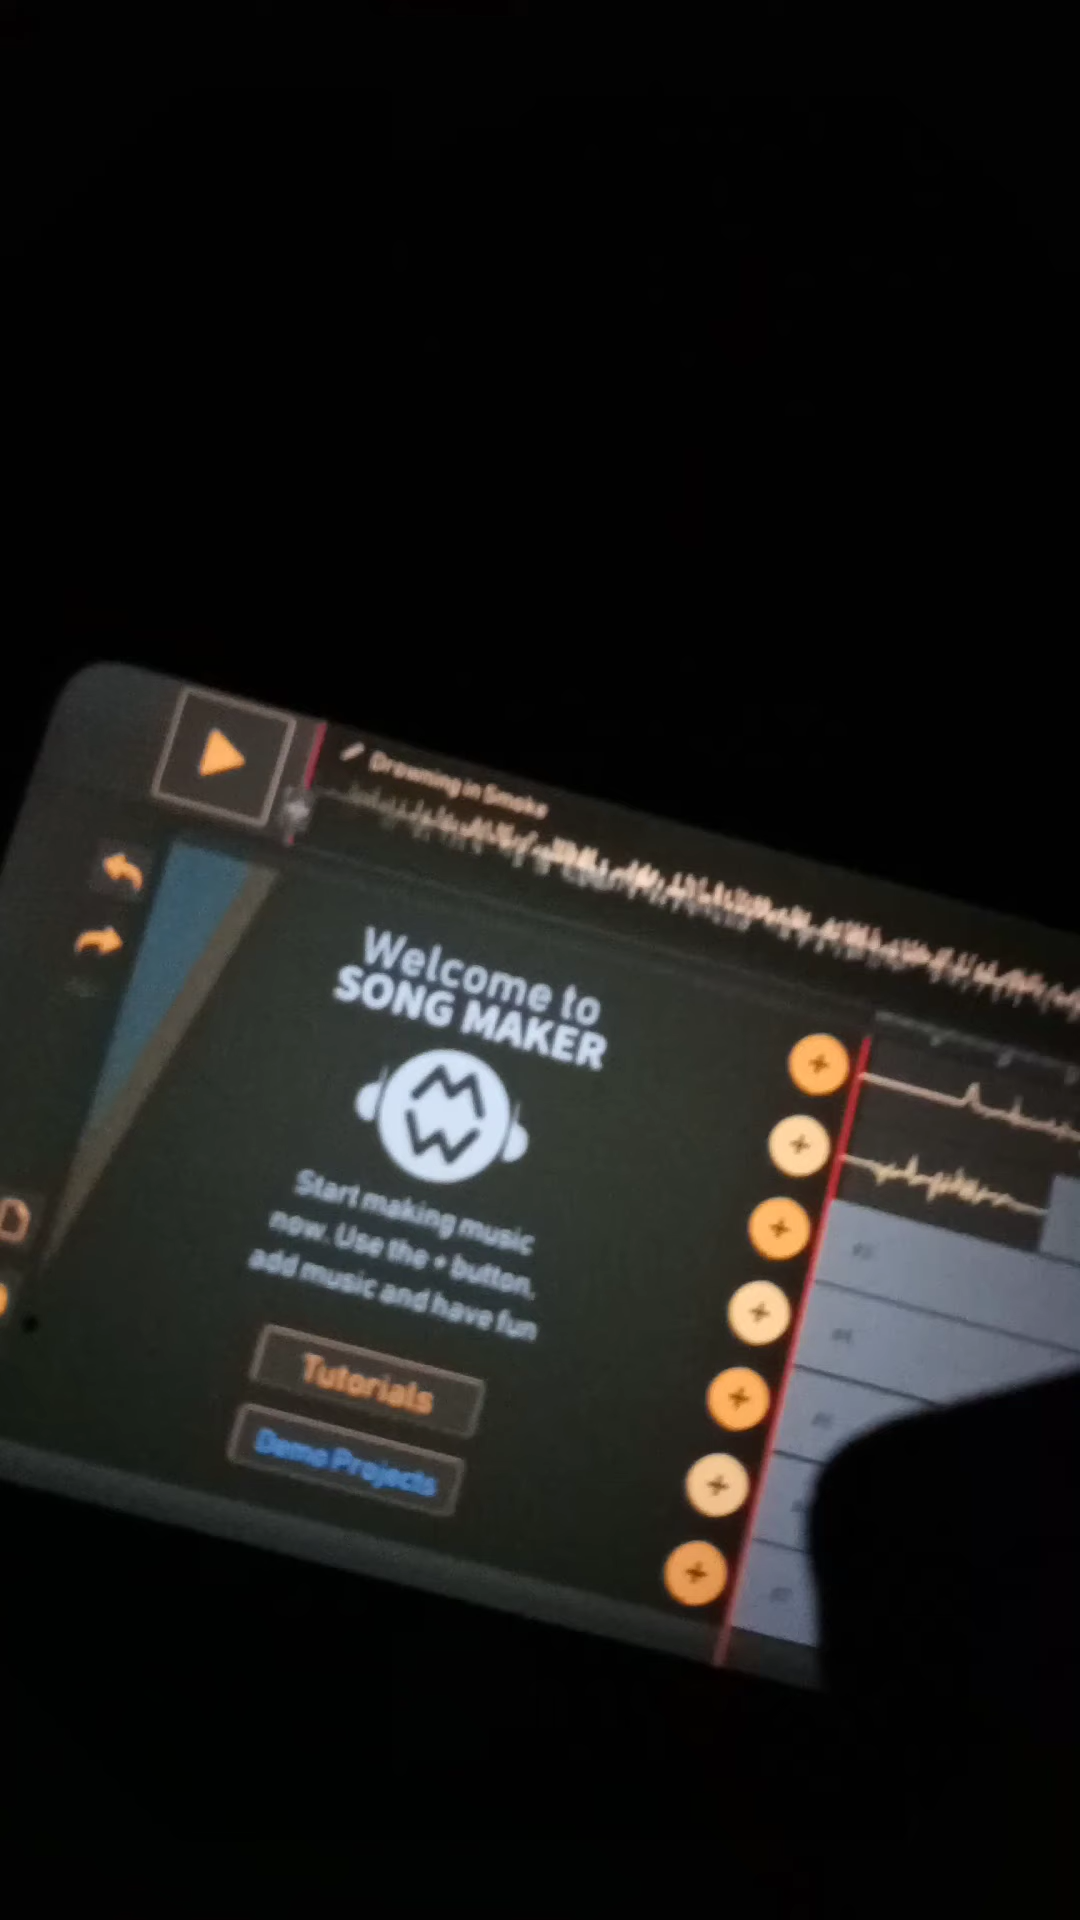 Drowning in Smoke
Welcome to
SONG MAKER
Start making music
now. Use the + button,
add music and have fun
Tutorials
Demo Projects